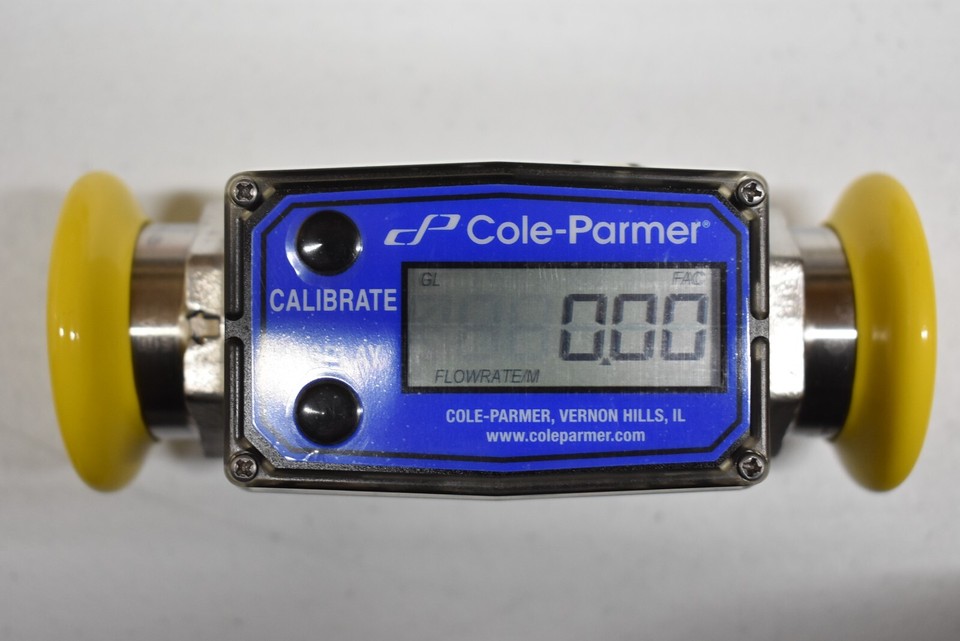 Cole-Parmer®
CALIBRATE
GL FAC
0.00
FLOWRATE/M
COLE-PARMER, VERNON HILLS, IL
www.coleparmer.com